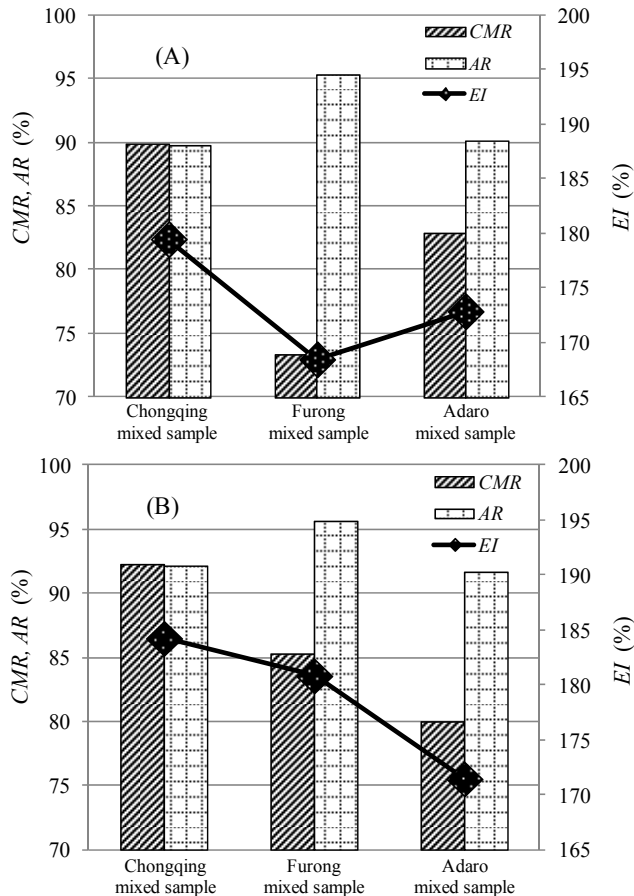 100
95
90
85
80
75
70
CMR, AR (%)
(A)
CMR
AR
EI
200
195
190
185
180
175
170
165
EI (%)
Chongqing
mixed sample
Furong
mixed sample
Adaro
mixed sample
100
95
90
85
80
75
70
CMR, AR (%)
(B)
CMR
AR
EI
200
195
190
185
180
175
170
165
EI (%)
Chongqing
mixed sample
Furong
mixed sample
Adaro
mixed sample